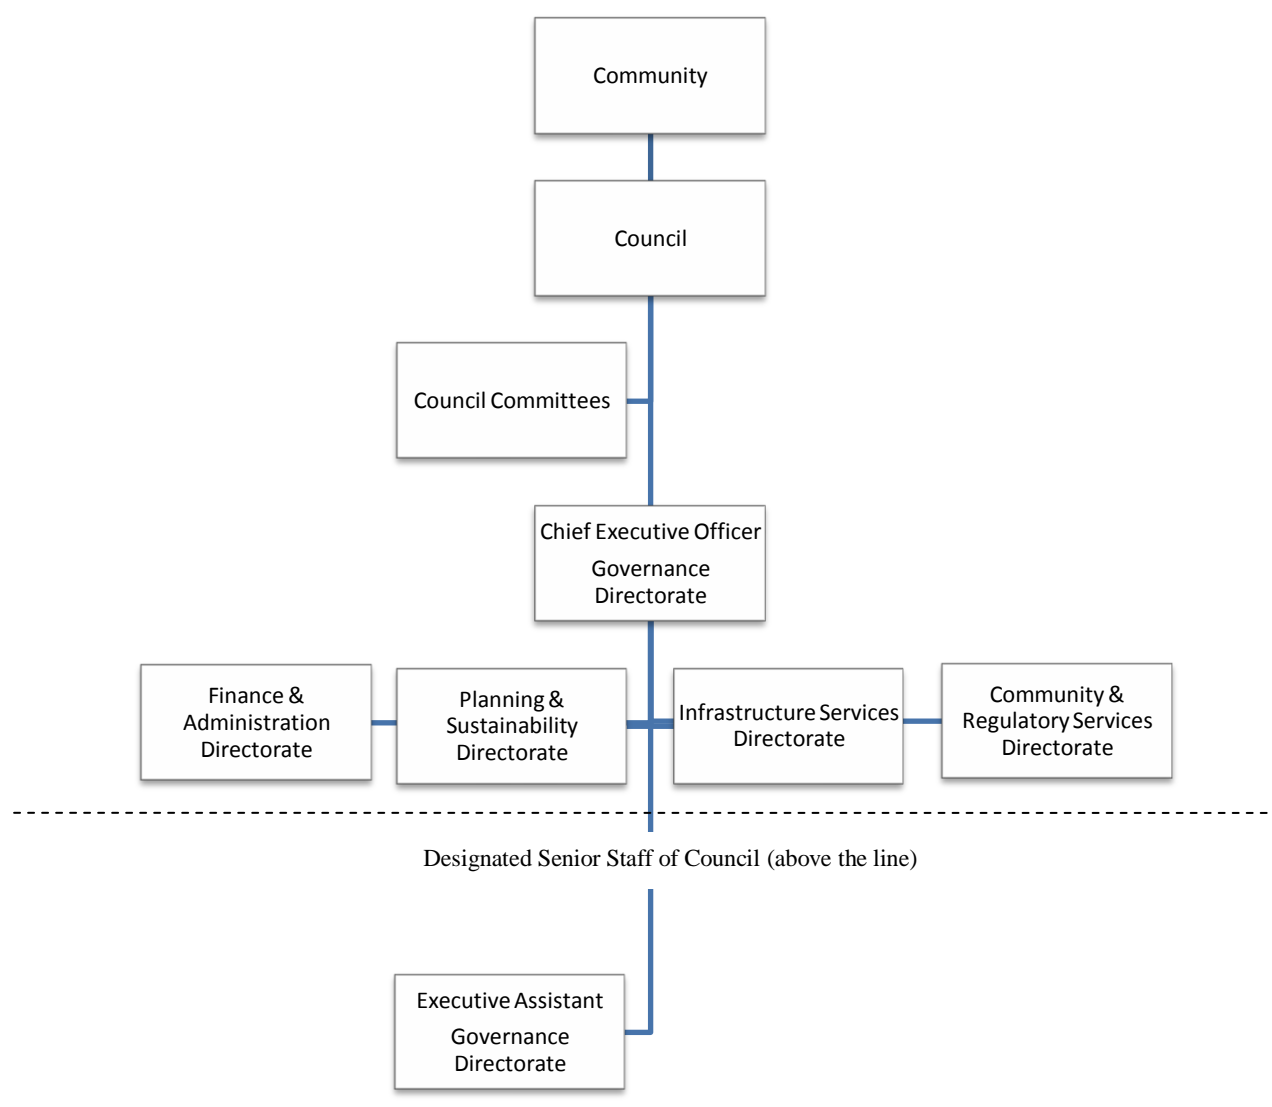 Community
Council
Council Committees
Chief Executive Officer
Governance
Directorate
Finance &
Administration
Directorate
Planning &
Sustainability
Directorate
Infrastructure Services
Directorate
Community &
Regulatory Services
Directorate
Designated Senior Staff of Council (above the line)
Executive Assistant
Governance
Directorate